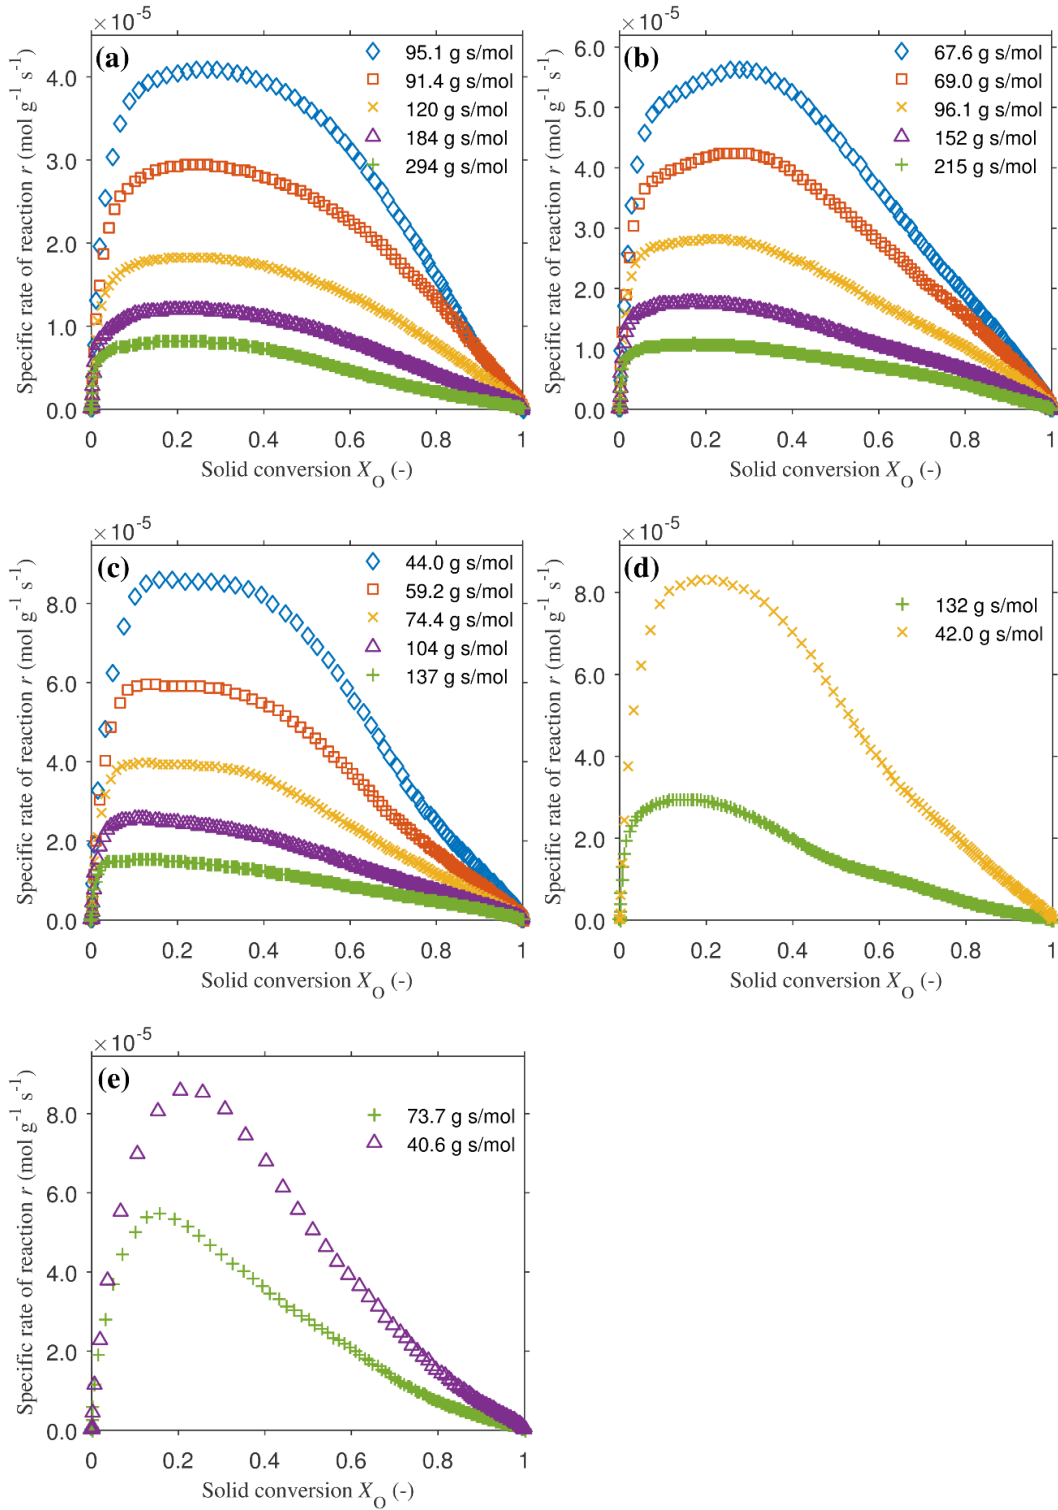 ×10⁻⁵
(a)
95.1 g s/mol
91.4 g s/mol
120 g s/mol
184 g s/mol
294 g s/mol
Specific rate of reaction r (mol g⁻¹ s⁻¹)
4.0
3.0
2.0
1.0
0.0
0 0.2 0.4 0.6 0.8 1
Solid conversion X_O (-)
×10⁻⁵
(b)
67.6 g s/mol
69.0 g s/mol
96.1 g s/mol
152 g s/mol
215 g s/mol
Specific rate of reaction r (mol g⁻¹ s⁻¹)
6.0
5.0
4.0
3.0
2.0
1.0
0.0
0 0.2 0.4 0.6 0.8 1
Solid conversion X_O (-)
×10⁻⁵
(c)
44.0 g s/mol
59.2 g s/mol
74.4 g s/mol
104 g s/mol
137 g s/mol
Specific rate of reaction r (mol g⁻¹ s⁻¹)
8.0
6.0
4.0
2.0
0.0
0 0.2 0.4 0.6 0.8 1
Solid conversion X_O (-)
×10⁻⁵
(d)
132 g s/mol
42.0 g s/mol
Specific rate of reaction r (mol g⁻¹ s⁻¹)
8.0
6.0
4.0
2.0
0.0
0 0.2 0.4 0.6 0.8 1
Solid conversion X_O (-)
×10⁻⁵
(e)
73.7 g s/mol
40.6 g s/mol
Specific rate of reaction r (mol g⁻¹ s⁻¹)
8.0
6.0
4.0
2.0
0.0
0 0.2 0.4 0.6 0.8 1
Solid conversion X_O (-)